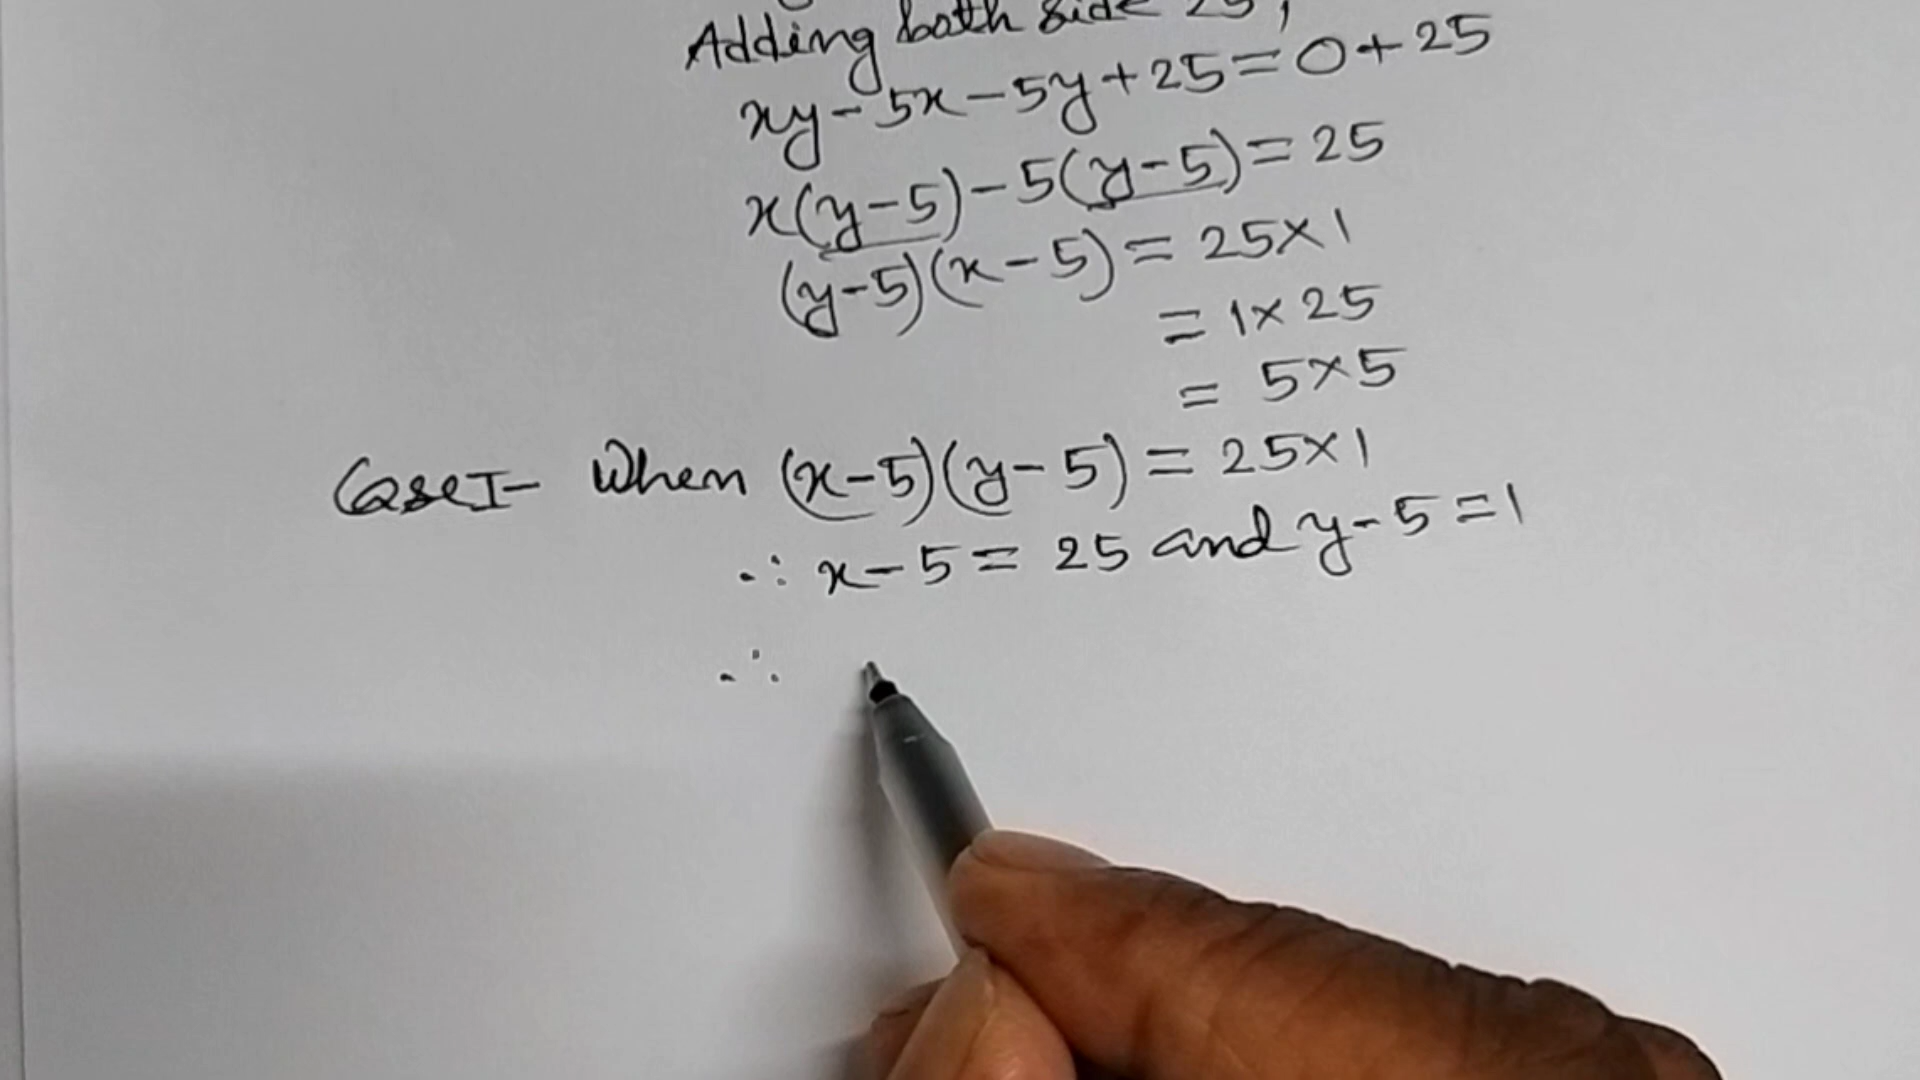 Adding both side 25,
xy-5x-5y+25=0+25
x(y-5)-5(y-5)=25
(y-5)(x-5)=25×1
=1×25
=5×5
Case I- When (x-5)(y-5)=25×1
∴ x-5=25 and y-5=1
∴